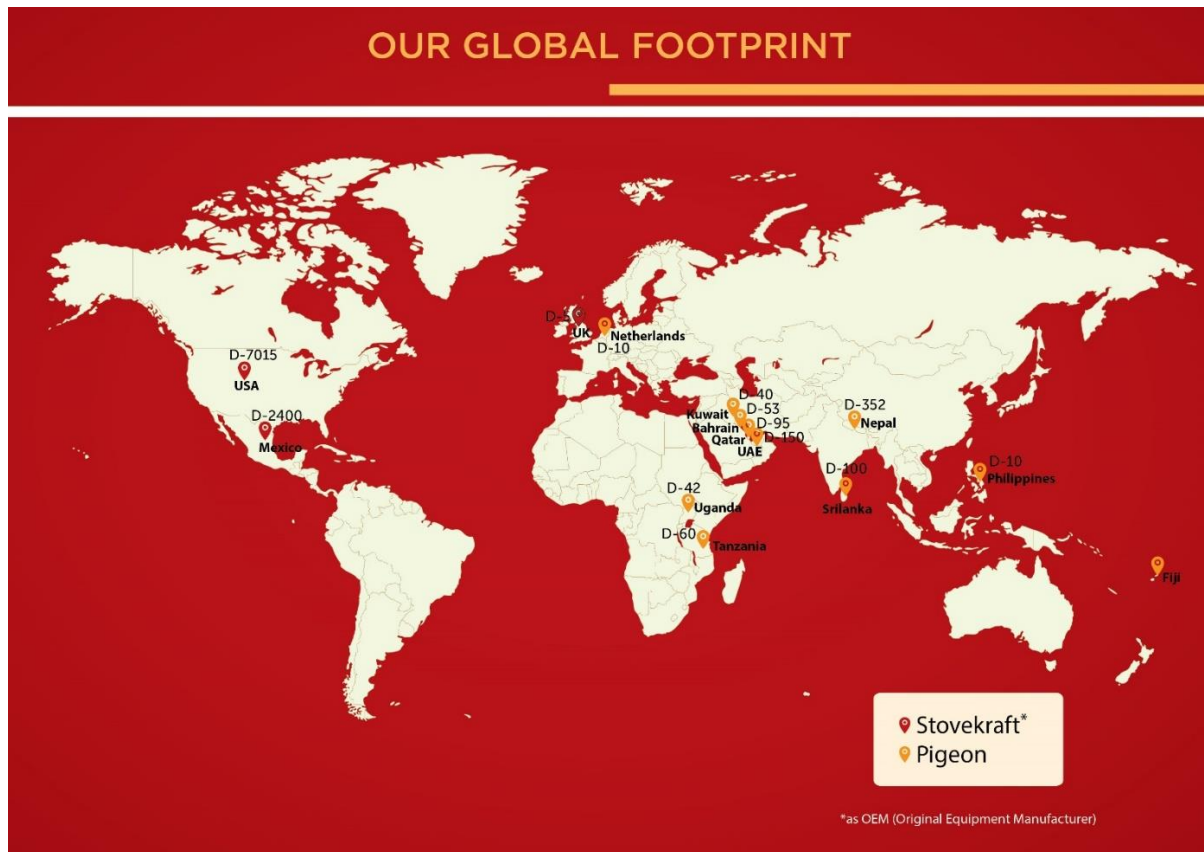 OUR GLOBAL FOOTPRINT
D-5
UK
Netherlands
D-10
D-7015
USA
D-2400
Mexico
D-40
Kuwait
D-53
Bahrain
D-95
Qatar
D-150
UAE
D-352
Nepal
D-100
Srilanka
D-10
Philippines
D-42
Uganda
D-60
Tanzania
Fiji
Stovekraft*
Pigeon
*as OEM (Original Equipment Manufacturer)